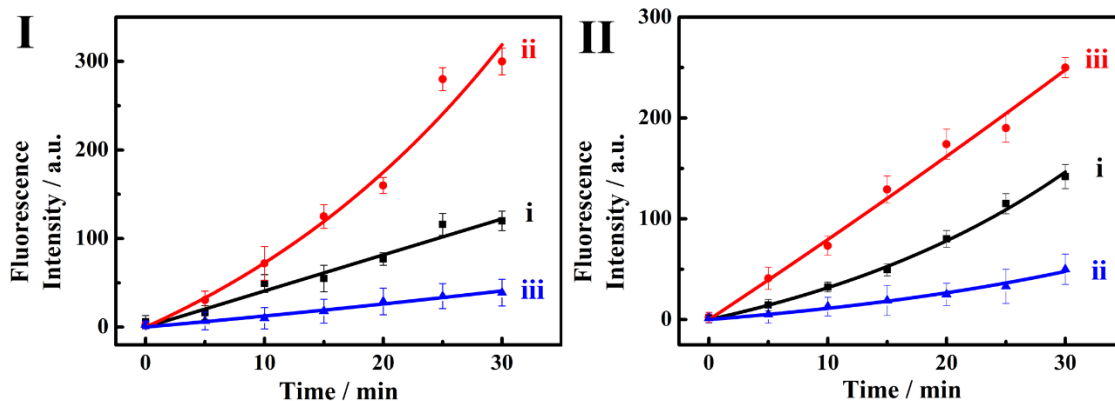 I
Fluorescence
Intensity / a.u.
300
200
100
0
ii
i
iii
0
10
20
30
Time / min
II
Fluorescence
Intensity / a.u.
300
200
100
0
iii
i
ii
0
10
20
30
Time / min